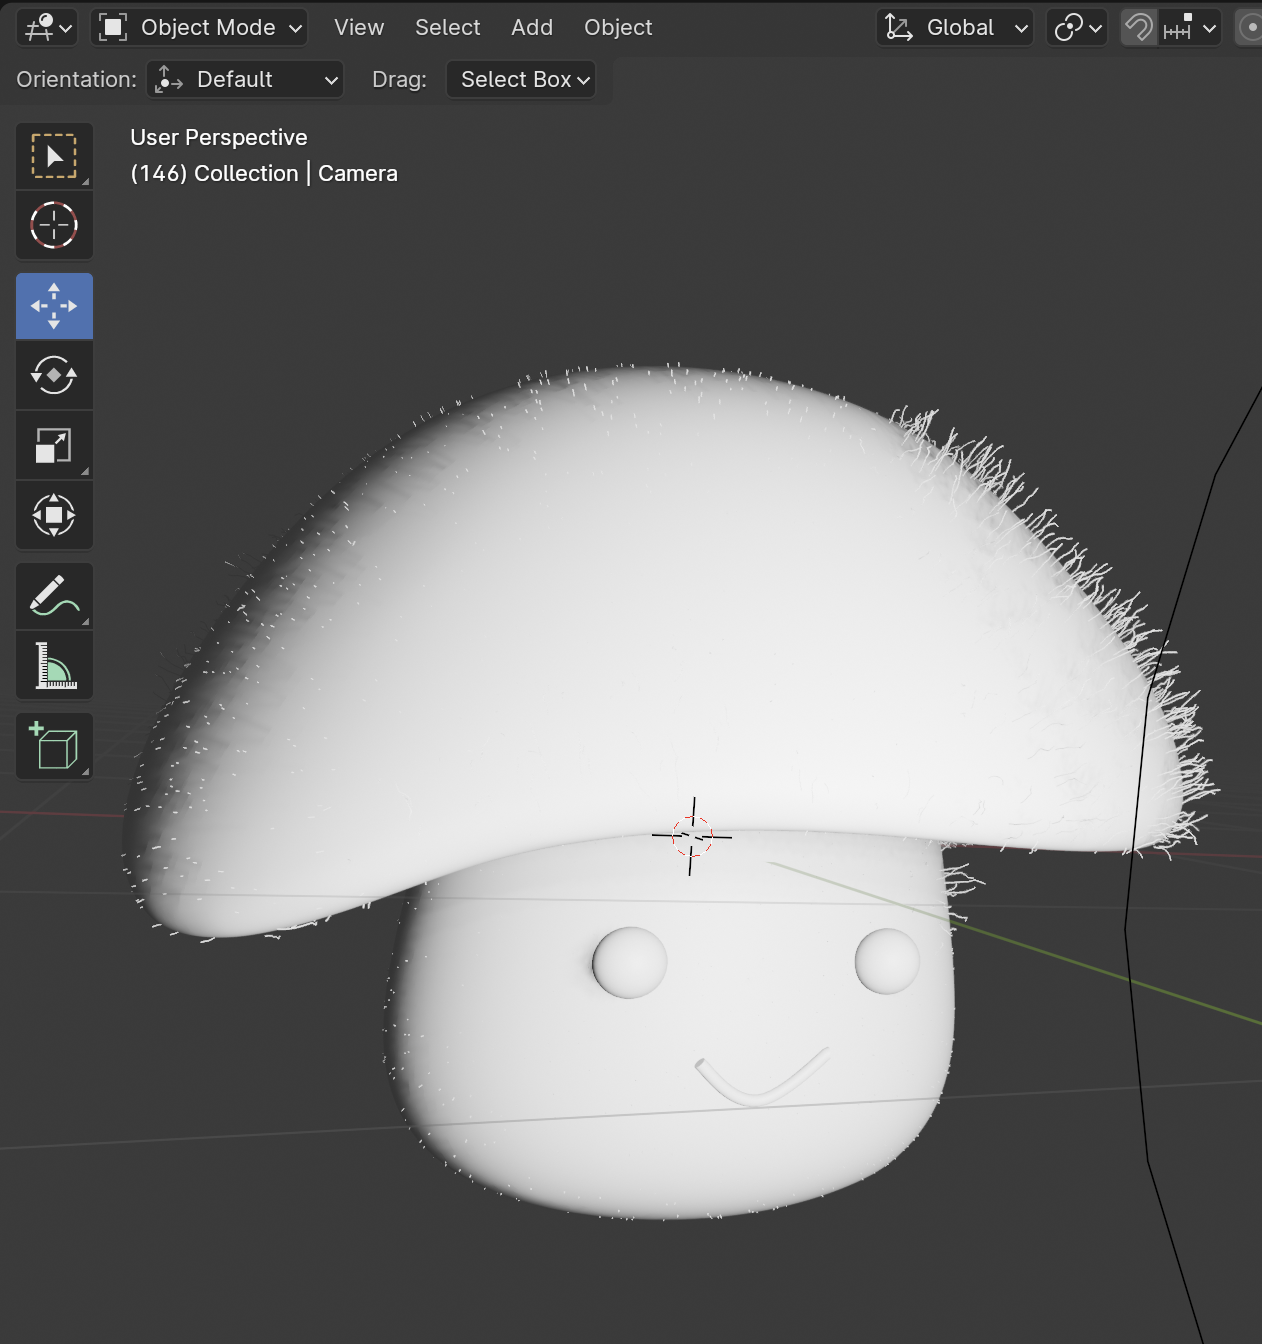 Object Mode View Select Add Object Global
Orientation: Default Drag: Select Box
User Perspective
(146) Collection | Camera